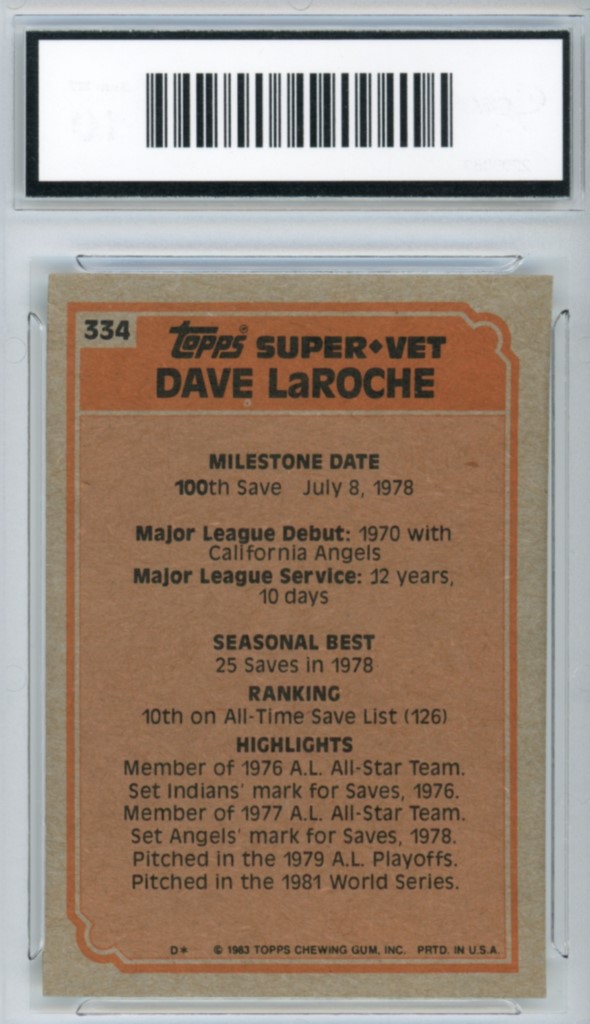 334
Topps® SUPER♦VET
DAVE LaROCHE
MILESTONE DATE
100th Save July 8, 1978
Major League Debut: 1970 with
California Angels
Major League Service: 12 years,
10 days
SEASONAL BEST
25 Saves in 1978
RANKING
10th on All-Time Save List (126)
HIGHLIGHTS
Member of 1976 A.L. All-Star Team.
Set Indians' mark for Saves, 1976.
Member of 1977 A.L. All-Star Team.
Set Angels' mark for Saves, 1978.
Pitched in the 1979 A.L. Playoffs.
Pitched in the 1981 World Series.
D* © 1983 TOPPS CHEWING GUM, INC. PRTD. IN U.S.A.